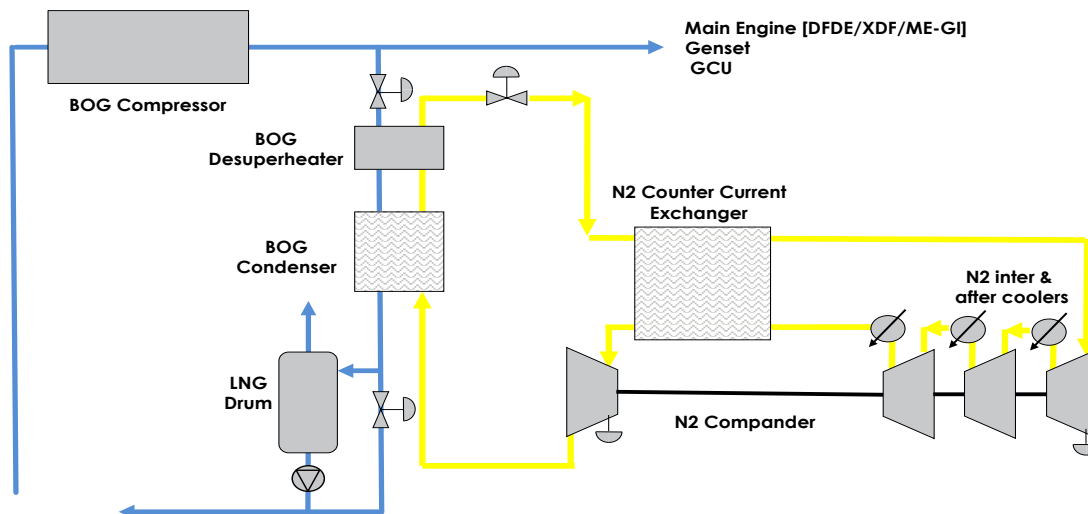 Main Engine [DFDE/XDF/ME-GI]
Genset
GCU
BOG Compressor
BOG
Desuperheater
N2 Counter Current
Exchanger
BOG
Condenser
N2 inter &
after coolers
LNG
Drum
N2 Compander